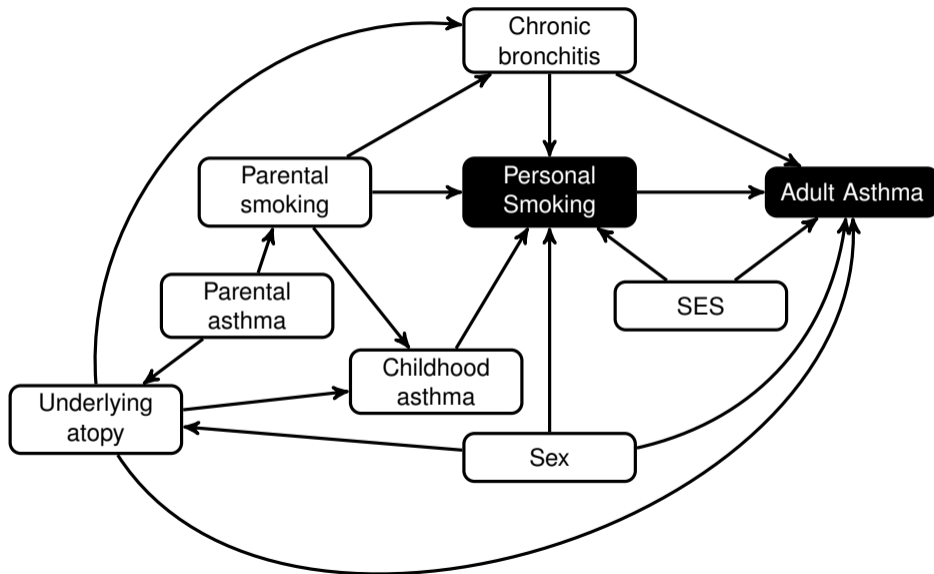 Chronic
bronchitis
Parental
smoking
Personal
Smoking
Adult Asthma
Parental
asthma
SES
Childhood
asthma
Underlying
atopy
Sex